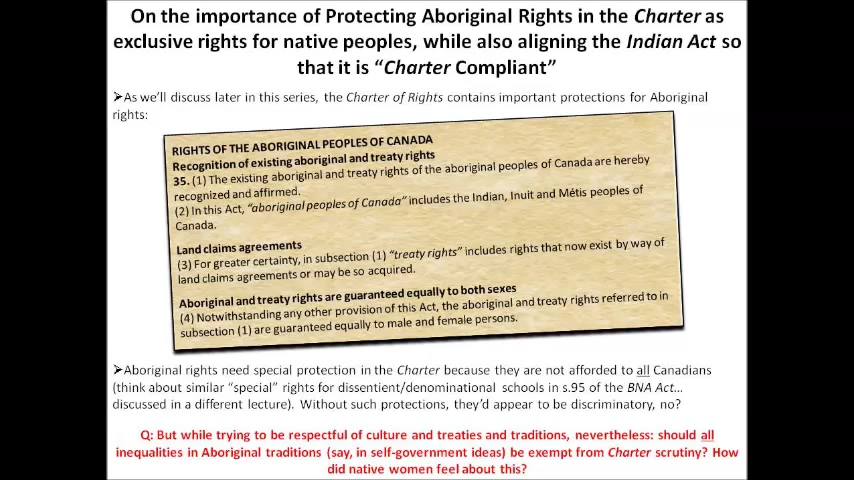 On the importance of Protecting Aboriginal Rights in the Charter as
exclusive rights for native peoples, while also aligning the Indian Act so
that it is “Charter Compliant”
➢As we’ll discuss later in this series, the Charter of Rights contains important protections for Aboriginal
rights:
RIGHTS OF THE ABORIGINAL PEOPLES OF CANADA
Recognition of existing aboriginal and treaty rights
35. (1) The existing aboriginal and treaty rights of the aboriginal peoples of Canada are hereby
recognized and affirmed.
(2) In this Act, “aboriginal peoples of Canada” includes the Indian, Inuit and Métis peoples of
Canada.
Land claims agreements
(3) For greater certainty, in subsection (1) “treaty rights” includes rights that now exist by way of
land claims agreements or may be so acquired.
Aboriginal and treaty rights are guaranteed equally to both sexes
(4) Notwithstanding any other provision of this Act, the aboriginal and treaty rights referred to in
subsection (1) are guaranteed equally to male and female persons.
➢Aboriginal rights need special protection in the Charter because they are not afforded to all Canadians
(think about similar “special” rights for dissentient/denominational schools in s.95 of the BNA Act...
discussed in a different lecture). Without such protections, they’d appear to be discriminatory, no?
Q: But while trying to be respectful of culture and treaties and traditions, nevertheless: should all
inequalities in Aboriginal traditions (say, in self-government ideas) be exempt from Charter scrutiny? How
did native women feel about this?